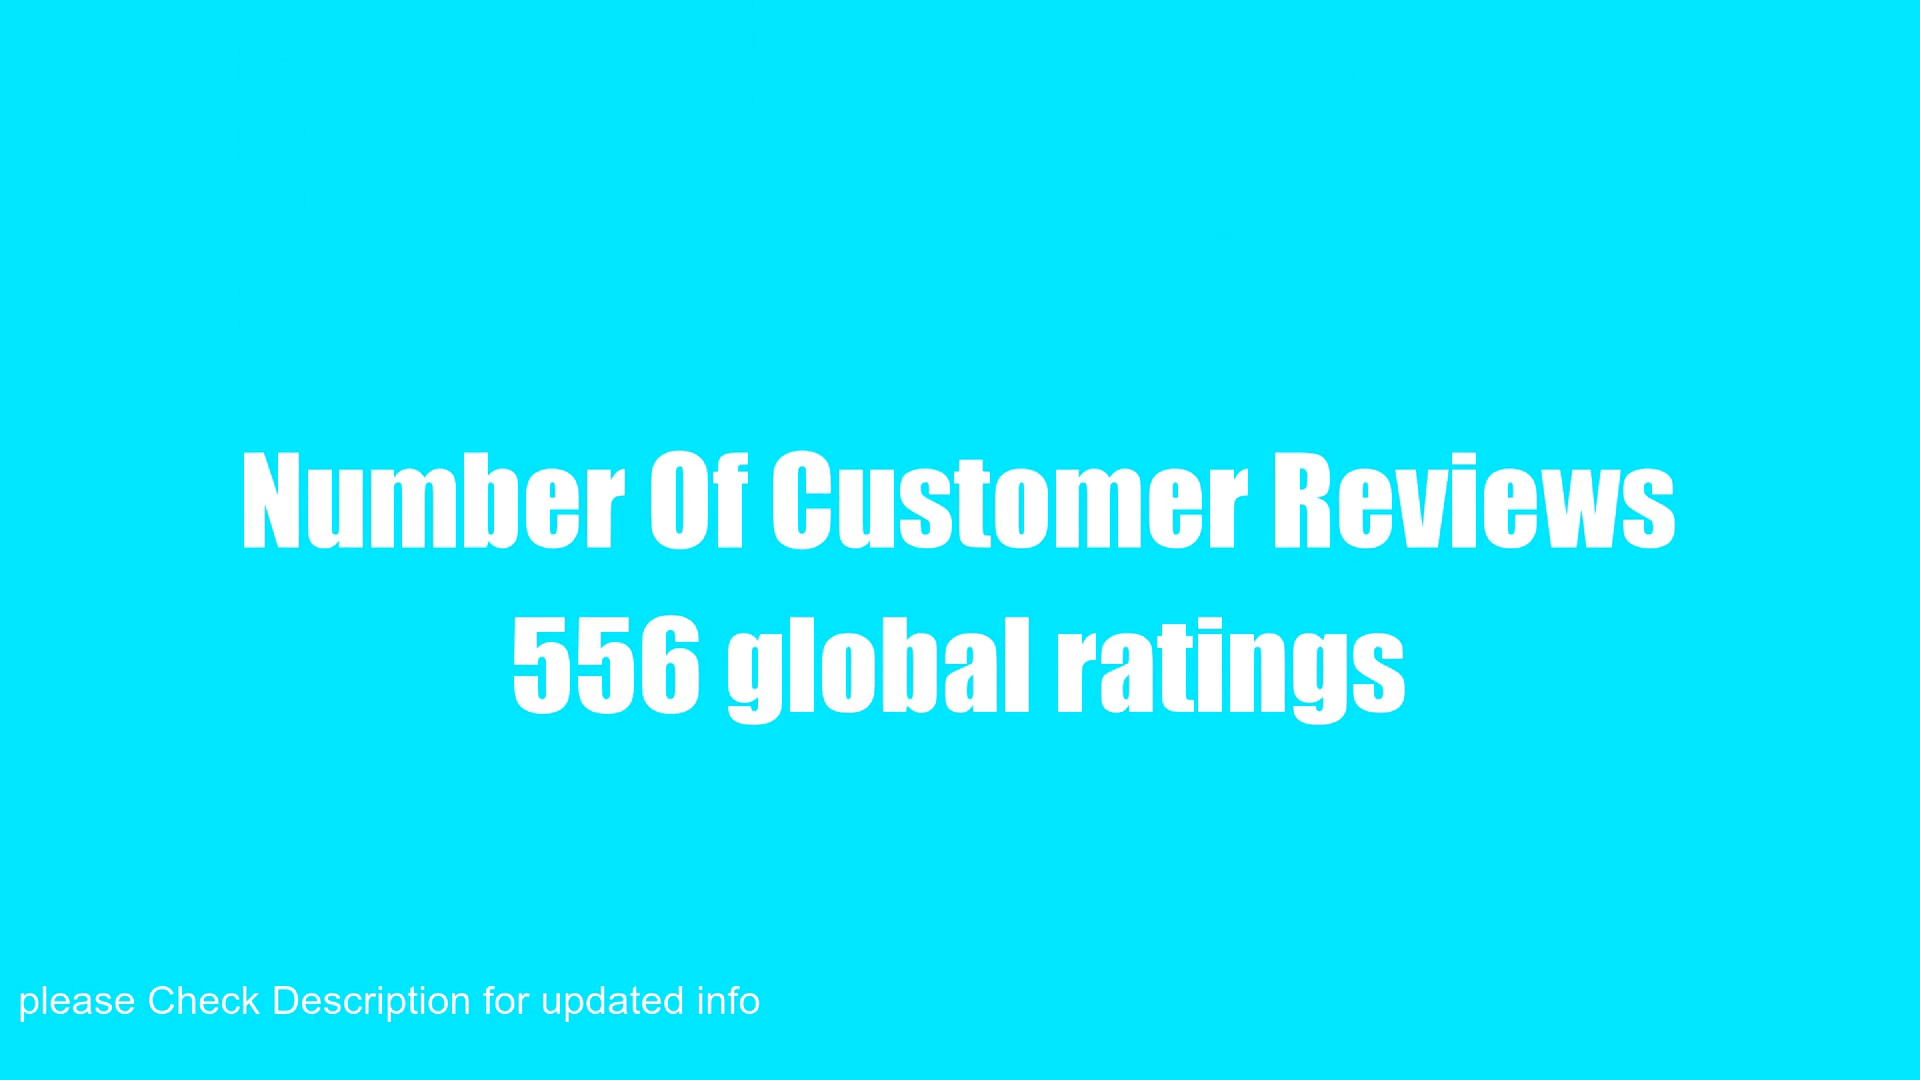 Number Of Customer Reviews
556 global ratings
please Check Description for updated info